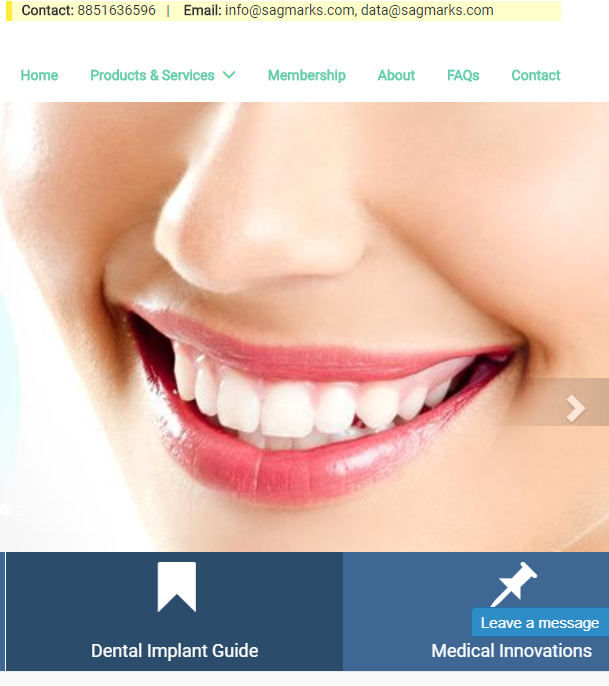 Contact: 8851636596 | Email: info@sagmarks.com, data@sagmarks.com
Home Products & Services Membership About FAQs Contact
Leave a message
Dental Implant Guide Medical Innovations